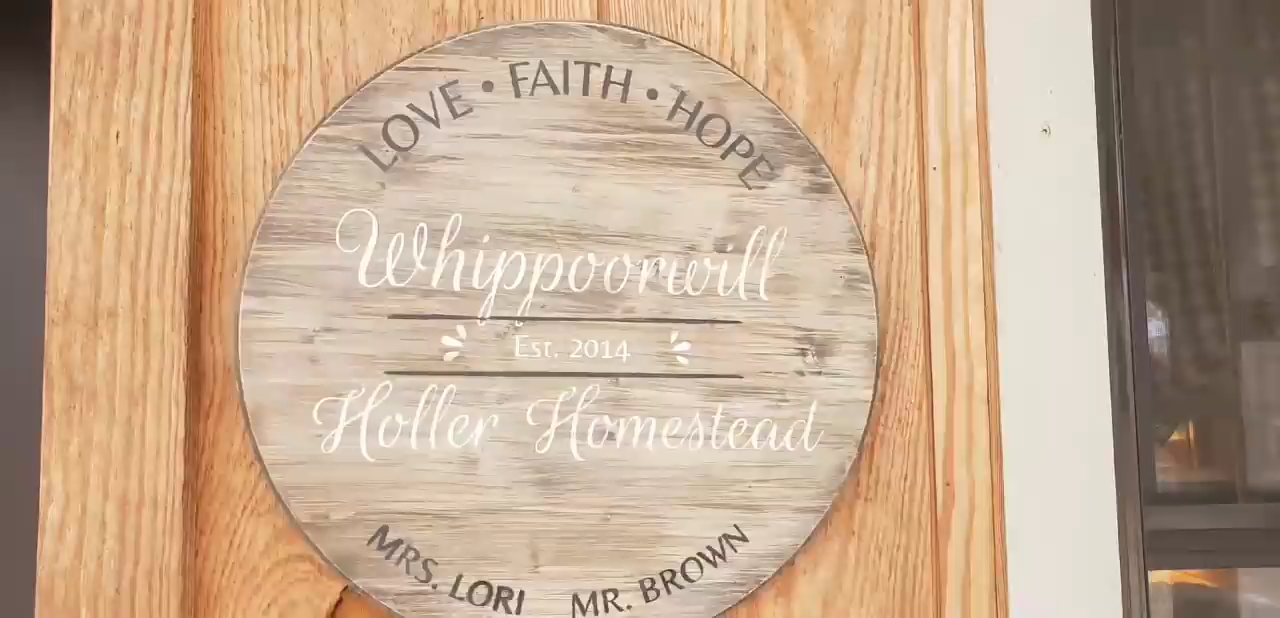 LOVE • FAITH • HOPE
Whippoorwill
Est. 2014
Holler Homestead
MRS. LORI MR. BROWN